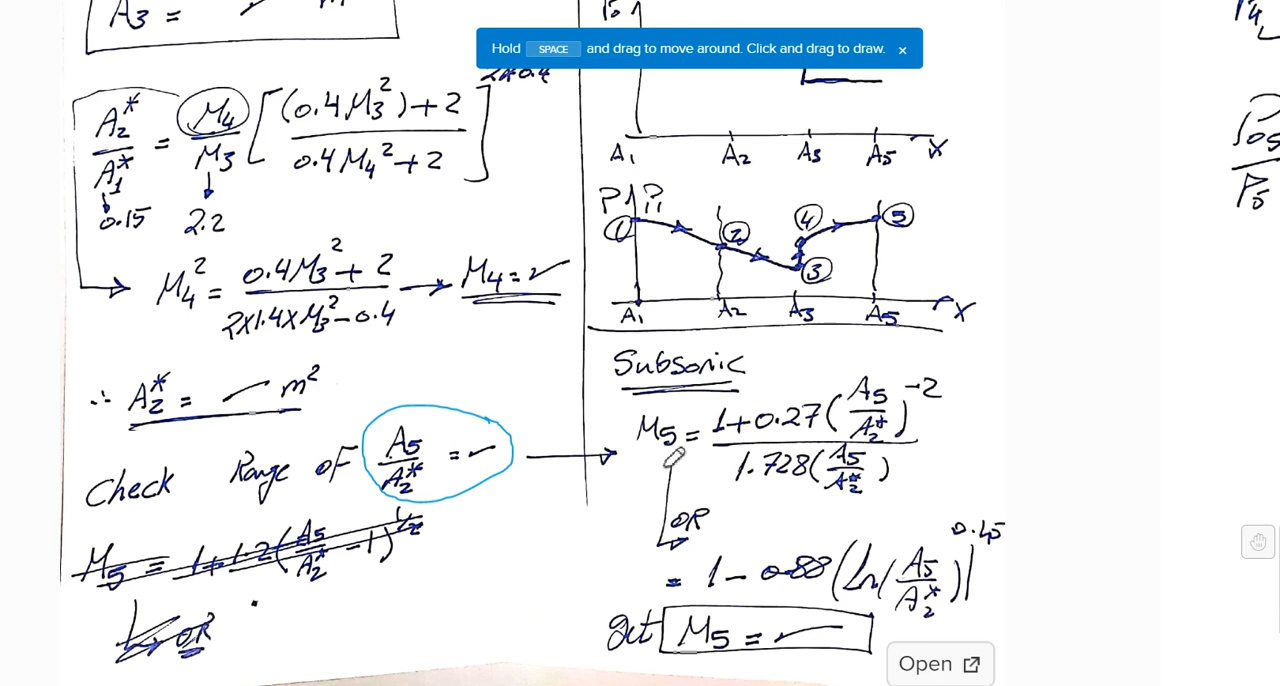 A3 = ✓ m
Hold SPACE and drag to move around. Click and drag to draw. ×
A2*/A1* = M4/M3 [ (0.4M3²)+2 / 0.4M4²+2 ]
0.15 2.2
M4² = 0.4M3²+2 / 2×1.4×M3²-0.4 → M4=✓
∴ A2* = ✓ m²
Check Range of A5/A2* = ✓
M5 = 1+1.2(A5/A2* -1)^1/2
OR
A1 A2 A3 A5 X
P Pi
1 2 3 4 5
A1 A2 A3 A5 X
Subsonic
M5 = 1+0.27(A5/A2*)^-2 / 1.728(A5/A2*)
OR
= 1 - 0.88(ln(A5/A2*))^0.45
get M5 = ✓
P4
Pos/P5
Open